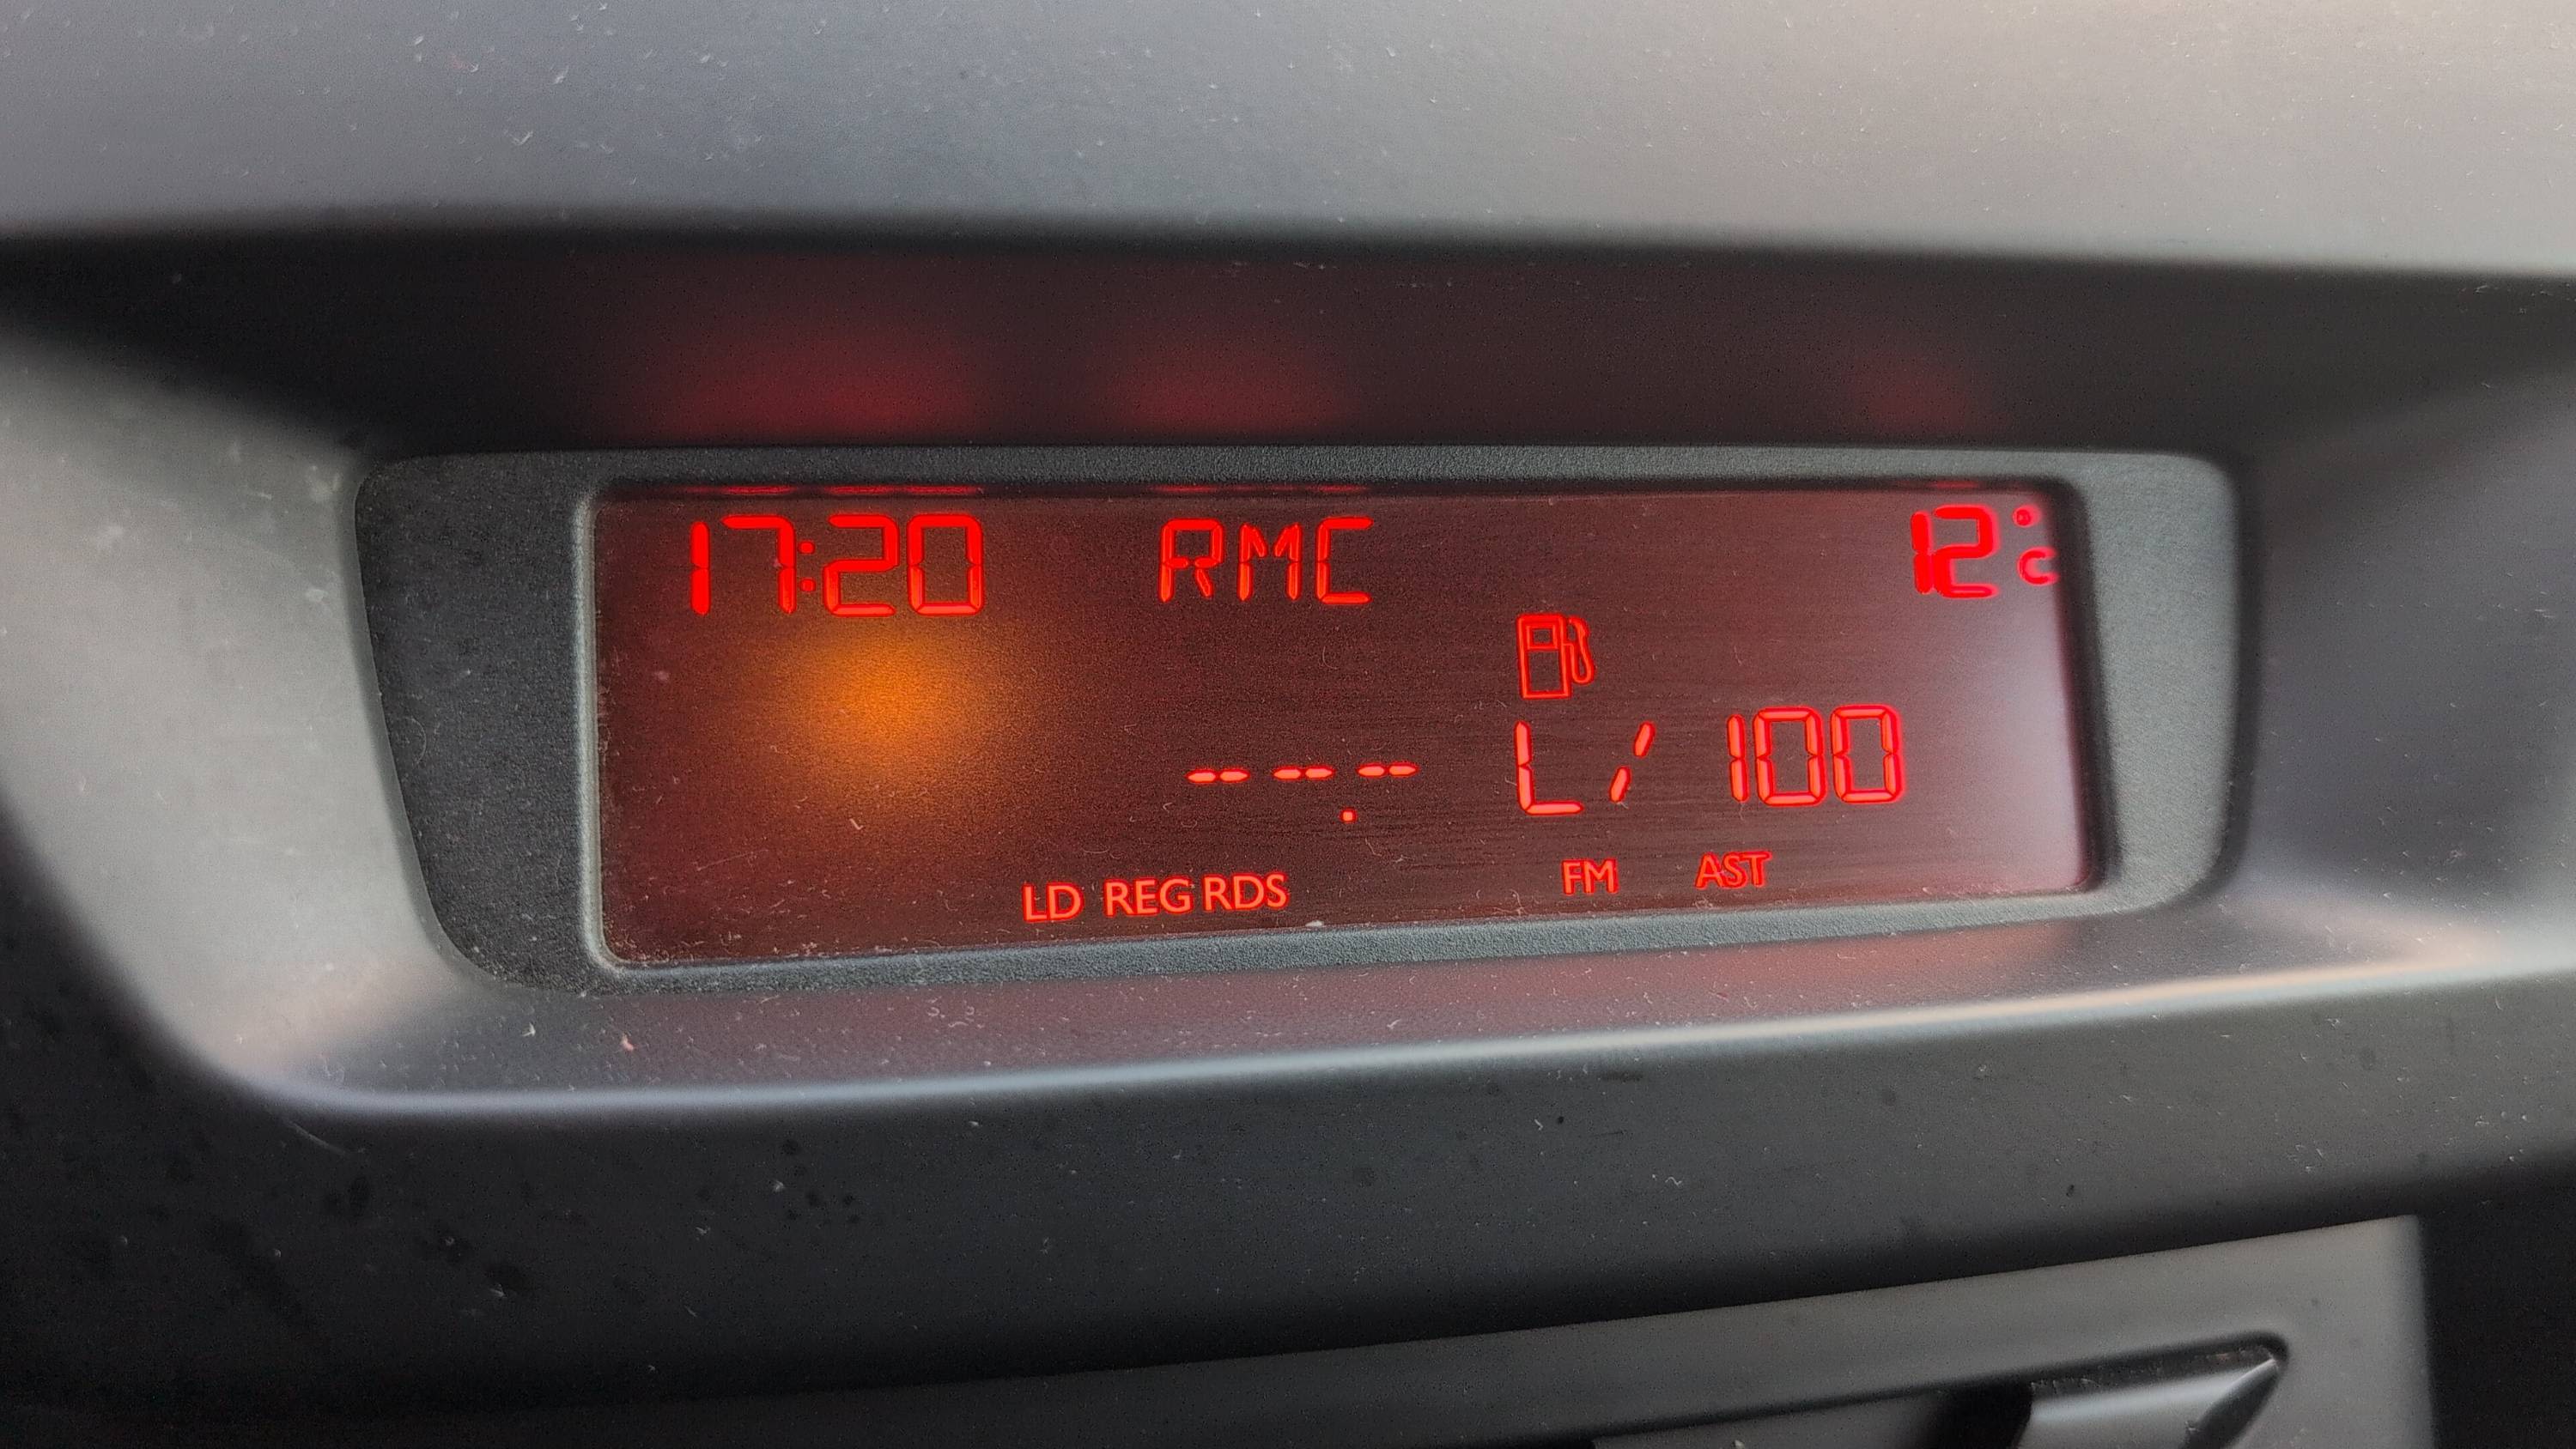 17:20 RMC 12°C
--.- L/100
LD REG RDS FM AST